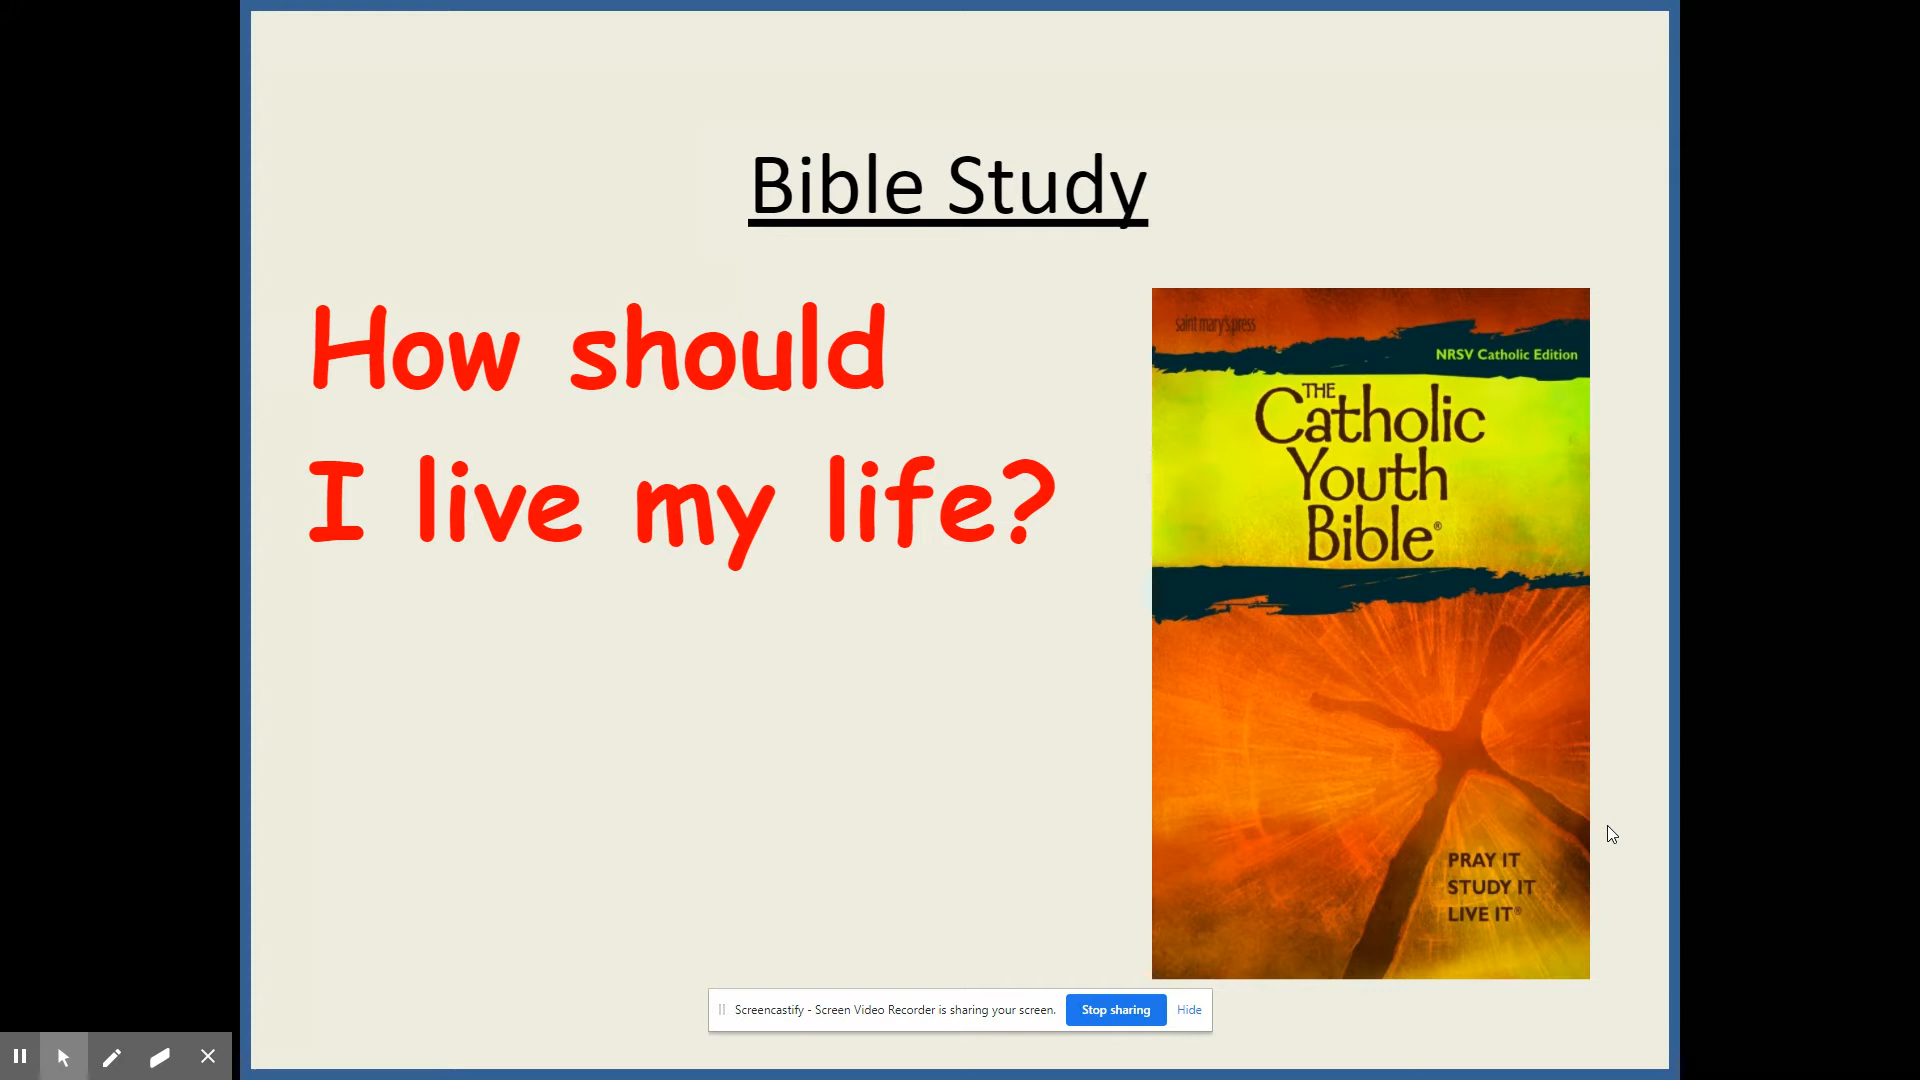 Bible Study
How should
I live my life?
saint mary's press
NRSV Catholic Edition
THE
Catholic
Youth
Bible®
PRAY IT
STUDY IT
LIVE IT®
Screencastify - Screen Video Recorder is sharing your screen. Stop sharing Hide